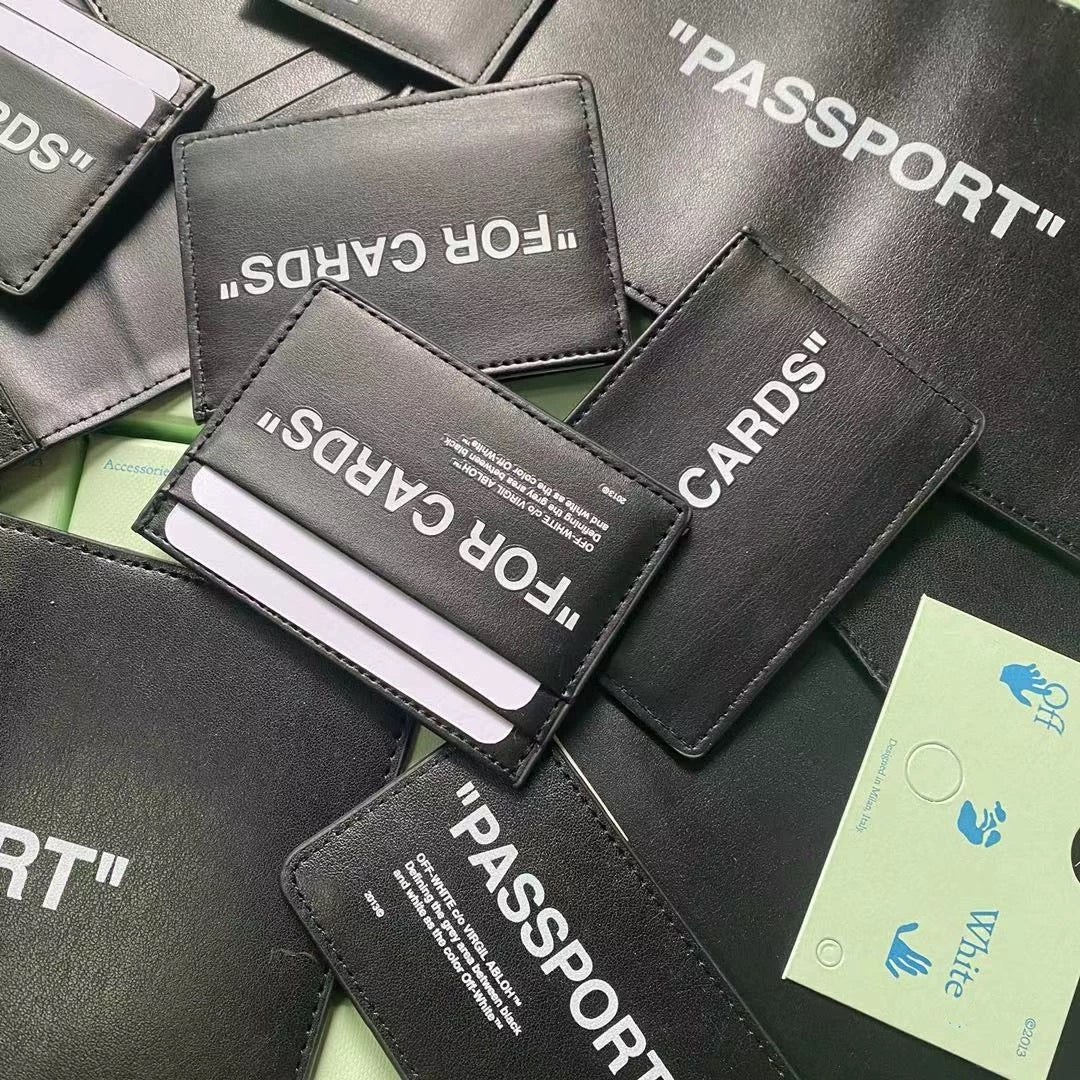 "PASSPORT"
RDS"
"FOR CARDS"
CARDS"
"FOR CARDS"
OFF-WHITE c/o VIRGIL ABLOH™
Defining the grey area between black
and white as the color Off-White™
2013©
Accessorie
RT"
"PASSPORT
OFF-WHITE c/o VIRGIL ABLOH™
Defining the grey area between black
and white as the color Off-White™
2013©
Off
Designed in Milan, Italy.
White
©2013